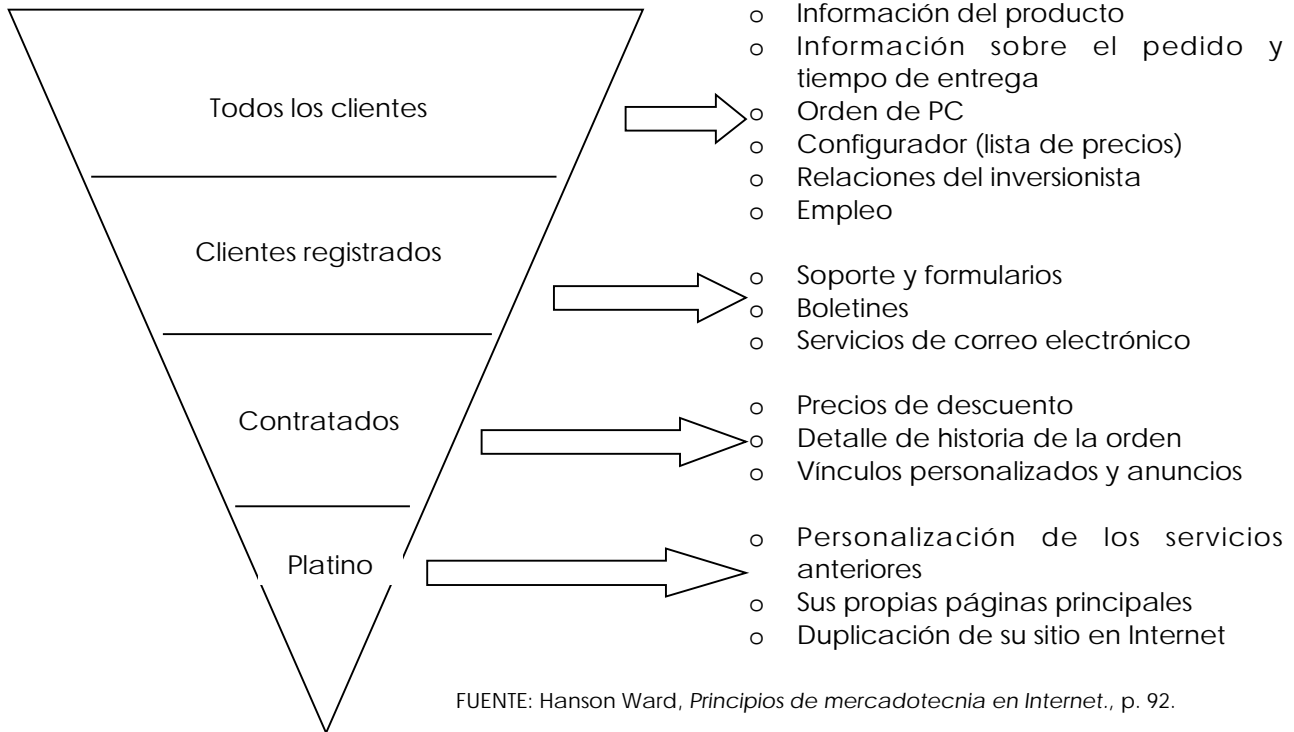 Todos los clientes
Clientes registrados
Contratados
Platino
o Información del producto
o Información sobre el pedido y
tiempo de entrega
o Orden de PC
o Configurador (lista de precios)
o Relaciones del inversionista
o Empleo
o Soporte y formularios
o Boletines
o Servicios de correo electrónico
o Precios de descuento
o Detalle de historia de la orden
o Vínculos personalizados y anuncios
o Personalización de los servicios
anteriores
o Sus propias páginas principales
o Duplicación de su sitio en Internet
FUENTE: Hanson Ward, Principios de mercadotecnia en Internet., p. 92.